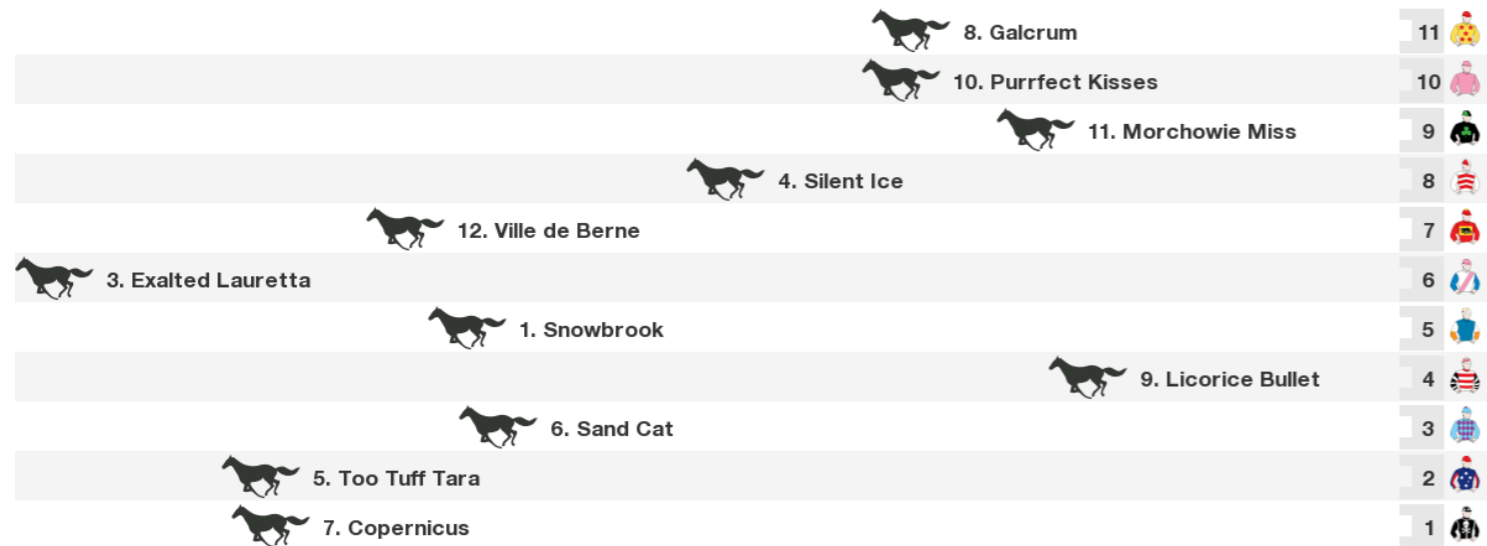 8. Galcrum 11
10. Purrfect Kisses 10
11. Morchowie Miss 9
4. Silent Ice 8
12. Ville de Berne 7
3. Exalted Lauretta 6
1. Snowbrook 5
9. Licorice Bullet 4
6. Sand Cat 3
5. Too Tuff Tara 2
7. Copernicus 1